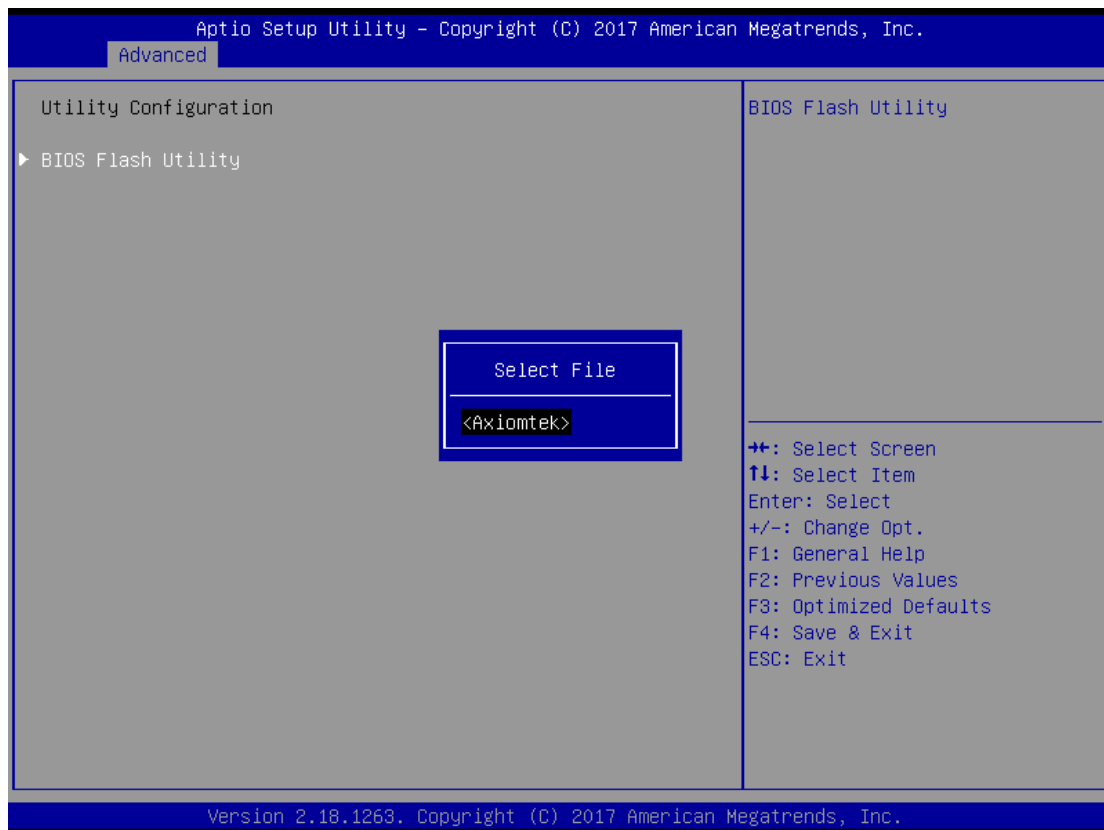 Aptio Setup Utility – Copyright (C) 2017 American Megatrends, Inc.
Advanced
Utility Configuration
▶ BIOS Flash Utility
Select File
<Axiomtek>
BIOS Flash Utility
→←: Select Screen
↑↓: Select Item
Enter: Select
+/-: Change Opt.
F1: General Help
F2: Previous Values
F3: Optimized Defaults
F4: Save & Exit
ESC: Exit
Version 2.18.1263. Copyright (C) 2017 American Megatrends, Inc.